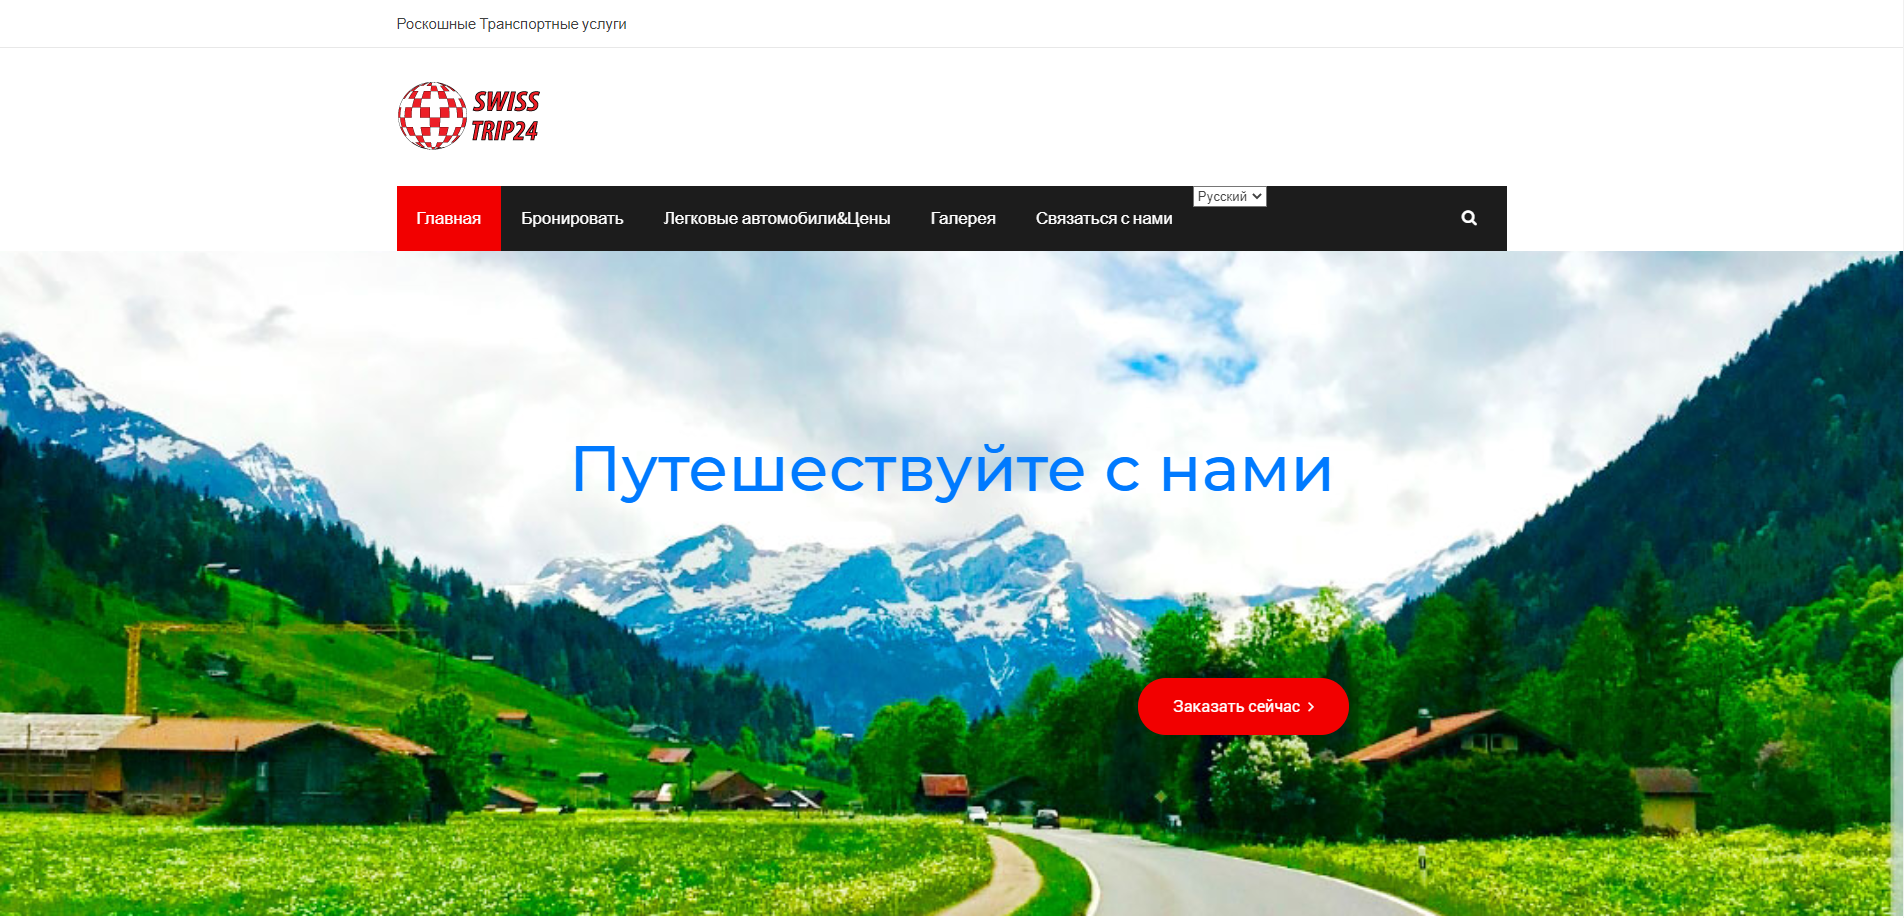 Роскошные Транспортные услуги
SWISS
TRIP24
Главная
Бронировать
Легковые автомобили&Цены
Галерея
Связаться с нами
Русский
Путешествуйте с нами
Заказать сейчас